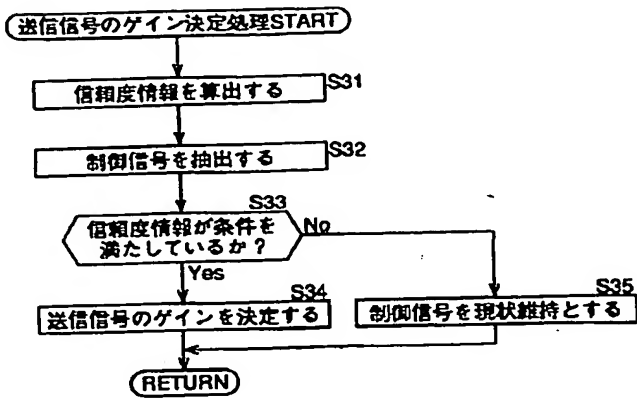 送信信号のゲイン決定処理START
S31
信頼度情報を算出する
S32
制御信号を抽出する
S33
信頼度情報が条件を
満たしているか？
No
Yes
S34
送信信号のゲインを決定する
S35
制御信号を現状維持とする
RETURN